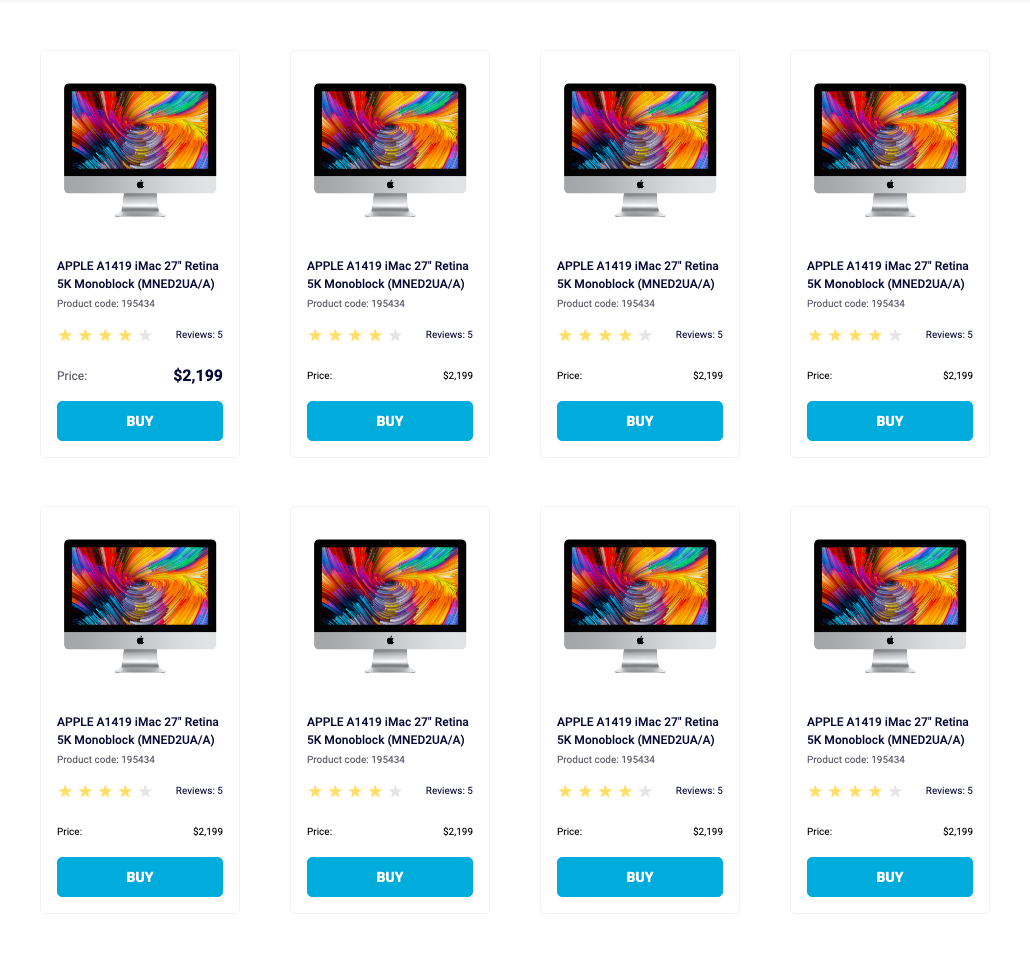 APPLE A1419 iMac 27" Retina
5K Monoblock (MNED2UA/A)
Product code: 195434
Reviews: 5
Price: $2,199
BUY
APPLE A1419 iMac 27" Retina
5K Monoblock (MNED2UA/A)
Product code: 195434
Reviews: 5
Price: $2,199
BUY
APPLE A1419 iMac 27" Retina
5K Monoblock (MNED2UA/A)
Product code: 195434
Reviews: 5
Price: $2,199
BUY
APPLE A1419 iMac 27" Retina
5K Monoblock (MNED2UA/A)
Product code: 195434
Reviews: 5
Price: $2,199
BUY
APPLE A1419 iMac 27" Retina
5K Monoblock (MNED2UA/A)
Product code: 195434
Reviews: 5
Price: $2,199
BUY
APPLE A1419 iMac 27" Retina
5K Monoblock (MNED2UA/A)
Product code: 195434
Reviews: 5
Price: $2,199
BUY
APPLE A1419 iMac 27" Retina
5K Monoblock (MNED2UA/A)
Product code: 195434
Reviews: 5
Price: $2,199
BUY
APPLE A1419 iMac 27" Retina
5K Monoblock (MNED2UA/A)
Product code: 195434
Reviews: 5
Price: $2,199
BUY